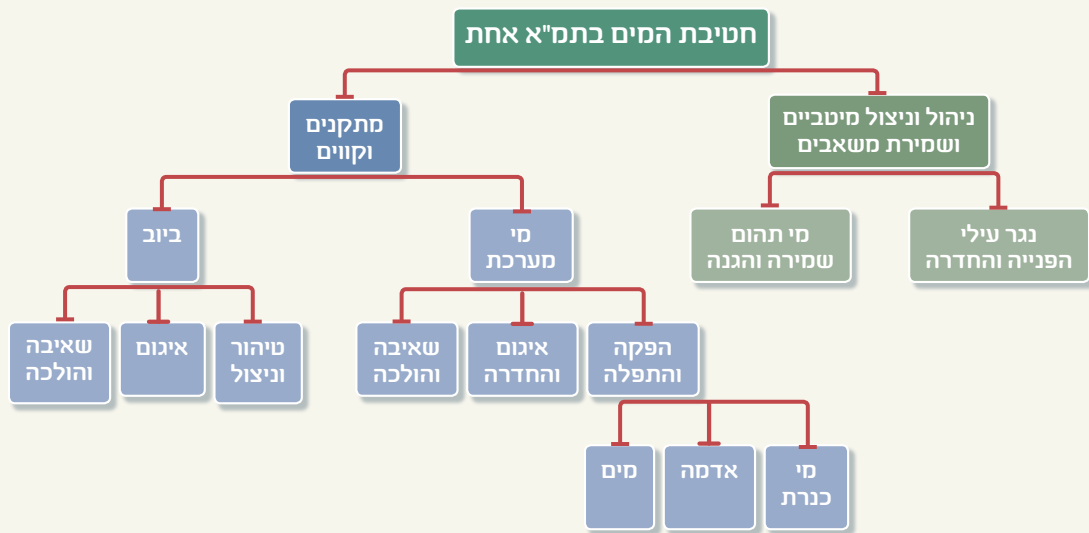 חטיבת המים בתמ"א אחת
ניהול וניצול מיטביים
ושמירת משאבים
מתקנים
וקווים
נגר עילי
הפנייה והחדרה
מי תהום
שמירה והגנה
מי
מערכת
ביוב
הפקה
והתפלה
איגום
והחדרה
שאיבה
והולכה
טיהור
וניצול
איגום
שאיבה
והולכה
מי
כנרת
אדמה
מים